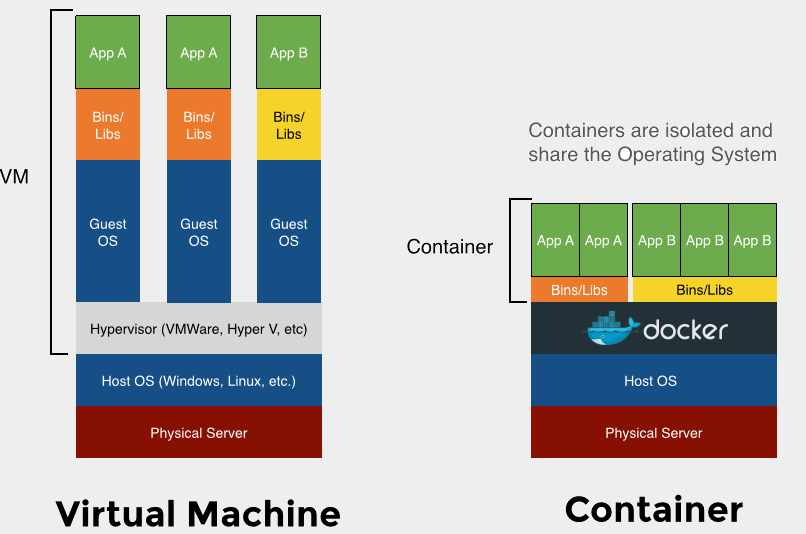 App A
App A
App B
Bins/
Libs
Bins/
Libs
Bins/
Libs
VM
Guest
OS
Guest
OS
Guest
OS
Hypervisor (VMWare, Hyper V, etc)
Host OS (Windows, Linux, etc.)
Physical Server
Virtual Machine
Containers are isolated and
share the Operating System
Container
App A
App A
App B
App B
App B
Bins/Libs
Bins/Libs
docker
Host OS
Physical Server
Container